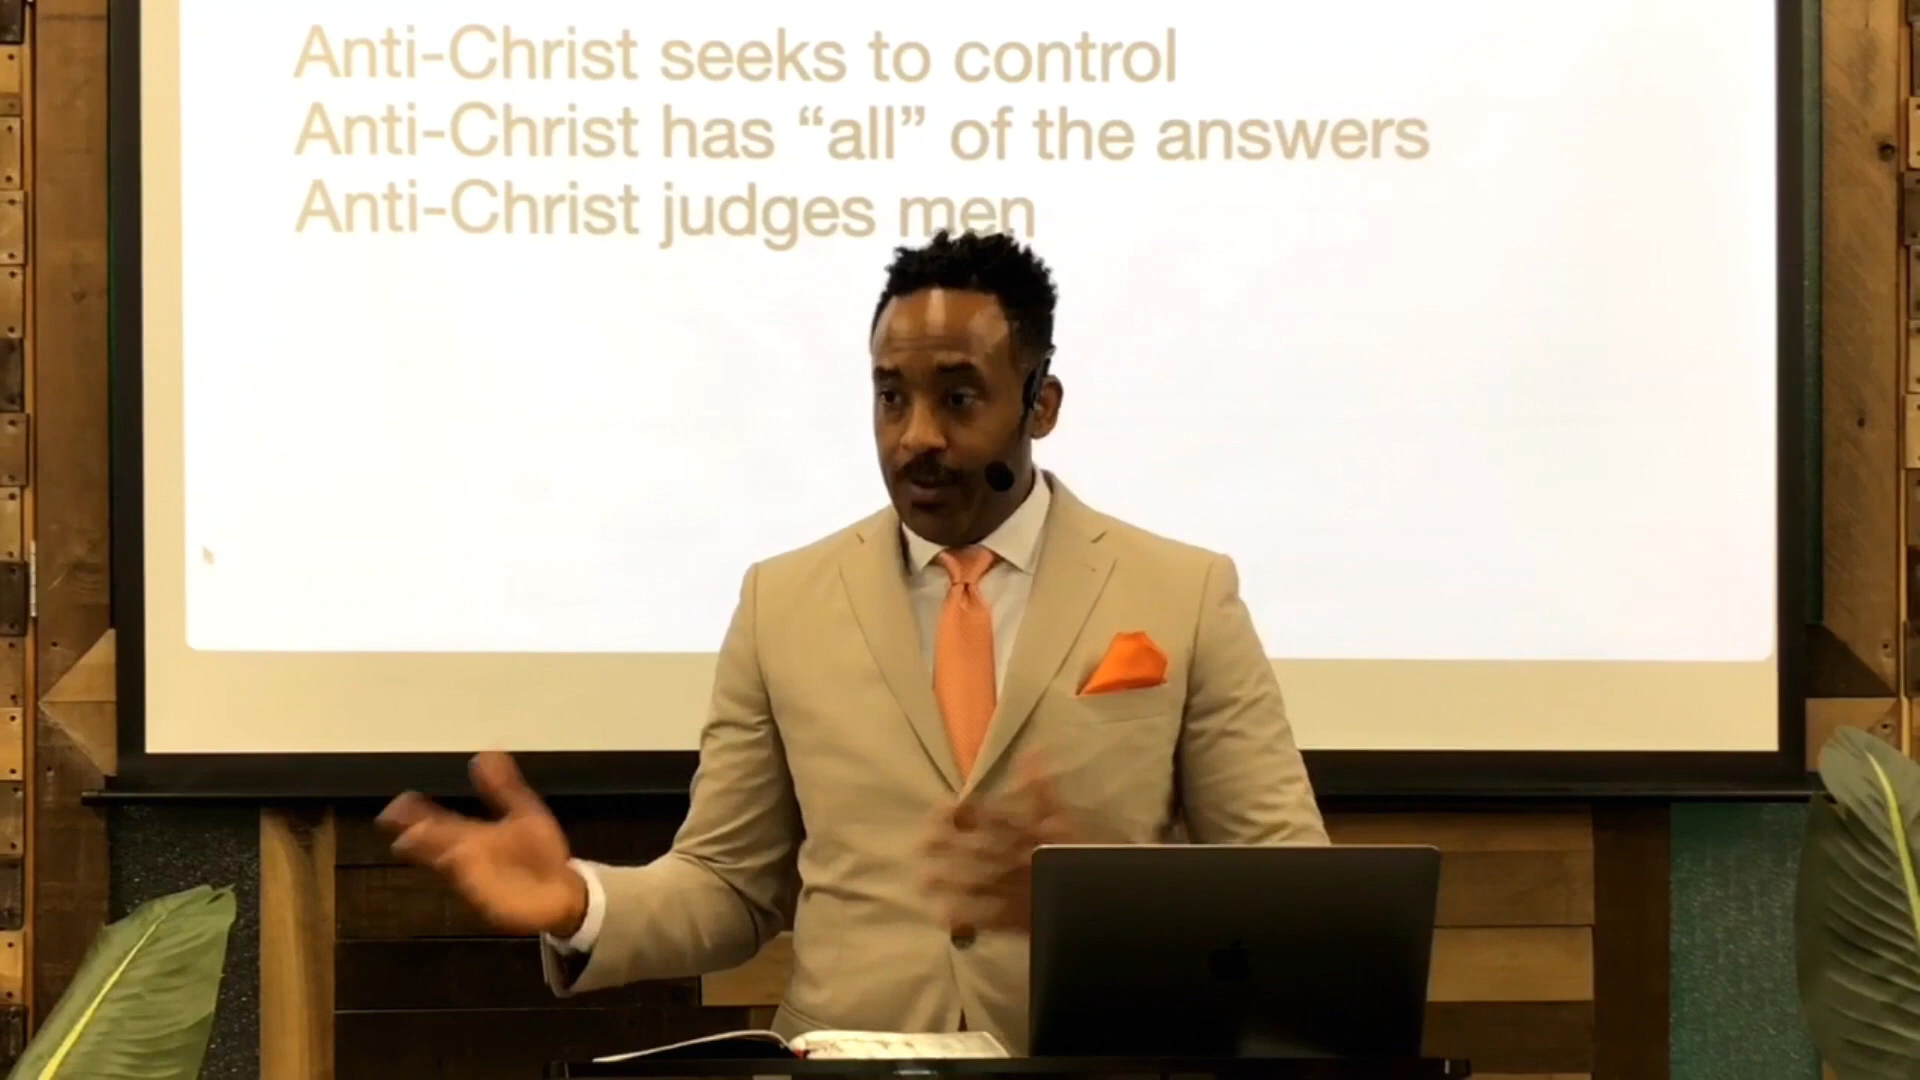 Anti-Christ seeks to control
Anti-Christ has “all” of the answers
Anti-Christ judges men